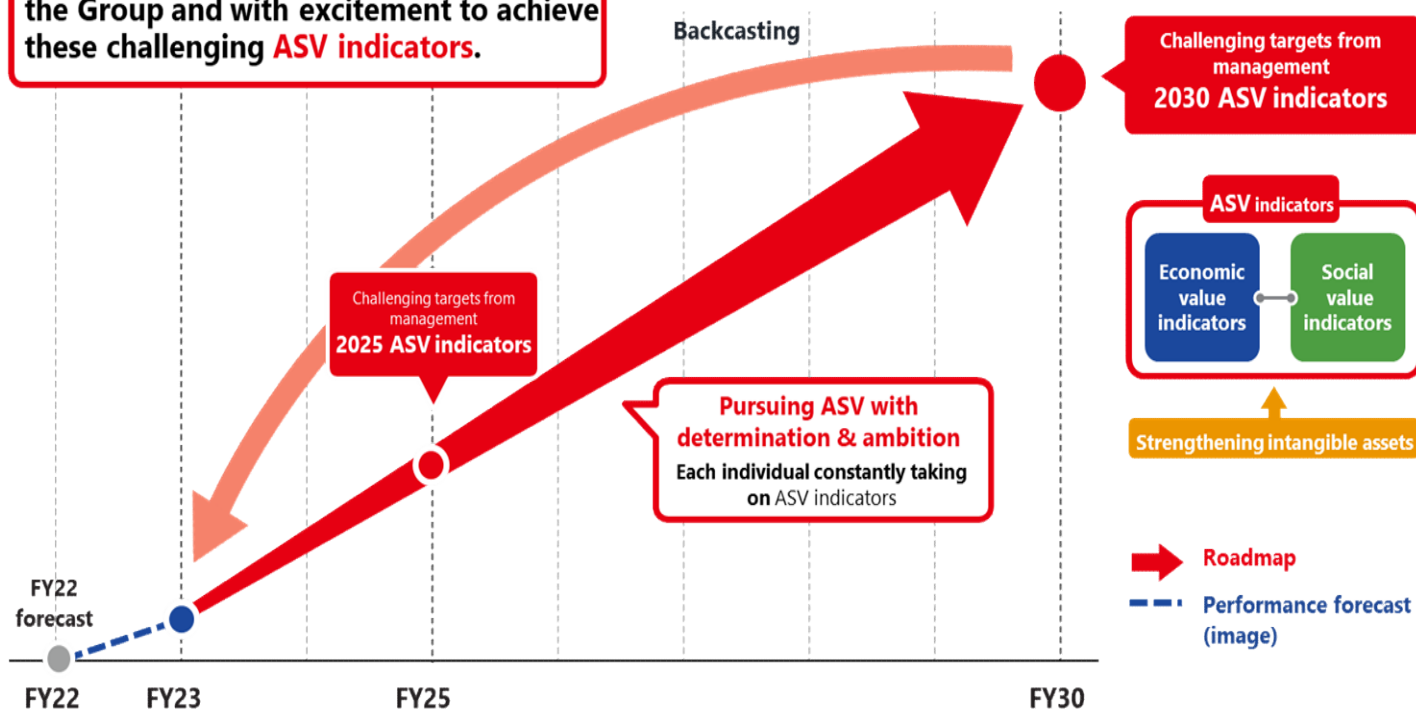 the Group and with excitement to achieve
these challenging ASV indicators.
Backcasting
Challenging targets from
management
2030 ASV indicators
ASV indicators
Economic
value
indicators
Social
value
indicators
Strengthening intangible assets
Challenging targets from
management
2025 ASV indicators
Pursuing ASV with
determination & ambition
Each individual constantly taking
on ASV indicators
Roadmap
Performance forecast
(image)
FY22
forecast
FY22
FY23
FY25
FY30